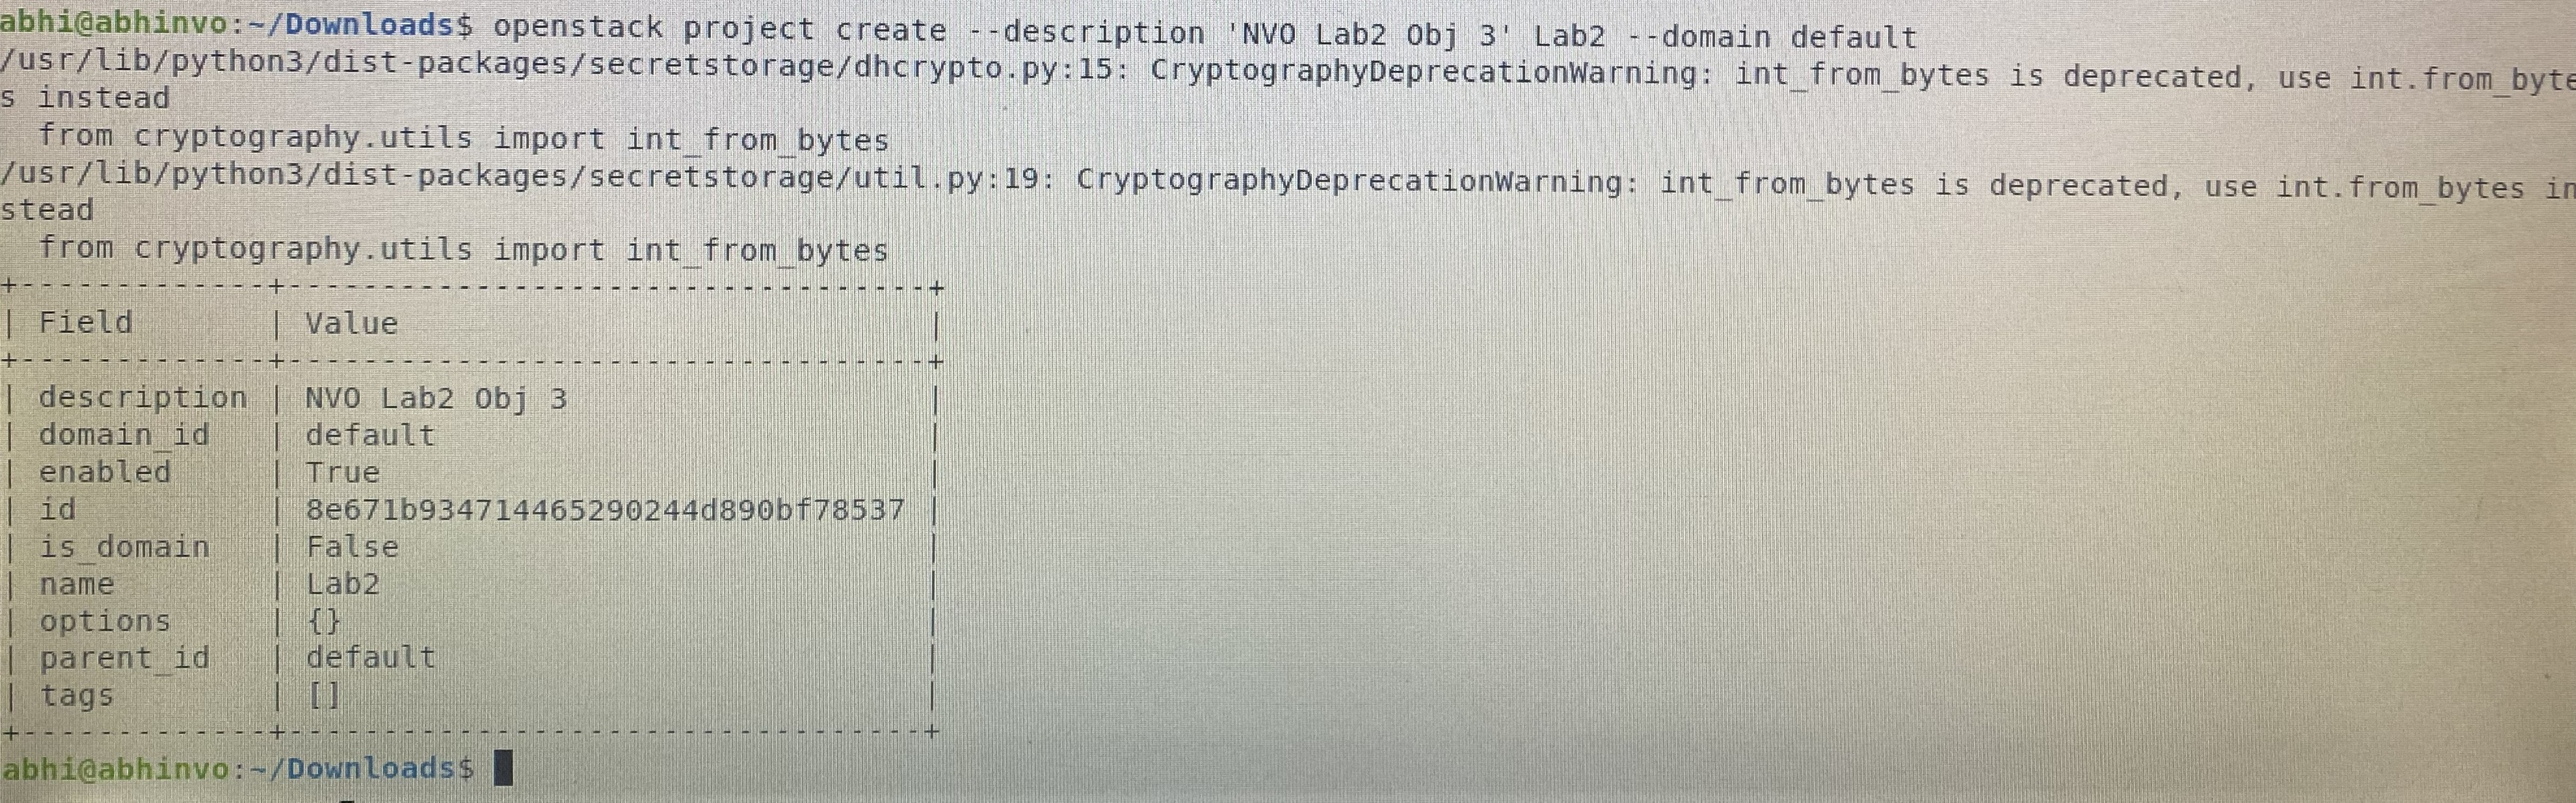 abhi@abhinvo:~/Downloads$ openstack project create --description 'NVO Lab2 Obj 3' Lab2 --domain default
/usr/lib/python3/dist-packages/secretstorage/dhcrypto.py:15: CryptographyDeprecationWarning: int_from_bytes is deprecated, use int.from_byte
s instead
  from cryptography.utils import int_from_bytes
/usr/lib/python3/dist-packages/secretstorage/util.py:19: CryptographyDeprecationWarning: int_from_bytes is deprecated, use int.from_bytes in
stead
  from cryptography.utils import int_from_bytes
+-------------+----------------------------------+
| Field       | Value                            |
+-------------+----------------------------------+
| description | NVO Lab2 Obj 3                   |
| domain_id   | default                          |
| enabled     | True                             |
| id          | 8e671b934714465290244d890bf78537 |
| is_domain   | False                            |
| name        | Lab2                             |
| options     | {}                               |
| parent_id   | default                          |
| tags        | []                               |
+-------------+----------------------------------+
abhi@abhinvo:~/Downloads$